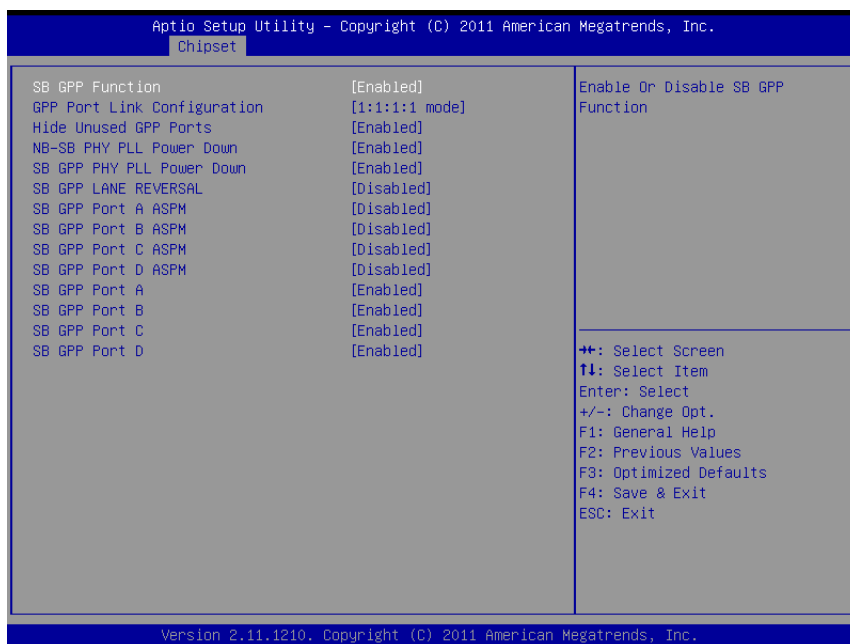 Aptio Setup Utility – Copyright (C) 2011 American Megatrends, Inc.
Chipset
SB GPP Function [Enabled]
GPP Port Link Configuration [1:1:1:1 mode]
Hide Unused GPP Ports [Enabled]
NB-SB PHY PLL Power Down [Enabled]
SB GPP PHY PLL Power Down [Enabled]
SB GPP LANE REVERSAL [Disabled]
SB GPP Port A ASPM [Disabled]
SB GPP Port B ASPM [Disabled]
SB GPP Port C ASPM [Disabled]
SB GPP Port D ASPM [Disabled]
SB GPP Port A [Enabled]
SB GPP Port B [Enabled]
SB GPP Port C [Enabled]
SB GPP Port D [Enabled]
Enable Or Disable SB GPP
Function
→←: Select Screen
↑↓: Select Item
Enter: Select
+/-: Change Opt.
F1: General Help
F2: Previous Values
F3: Optimized Defaults
F4: Save & Exit
ESC: Exit
Version 2.11.1210. Copyright (C) 2011 American Megatrends, Inc.